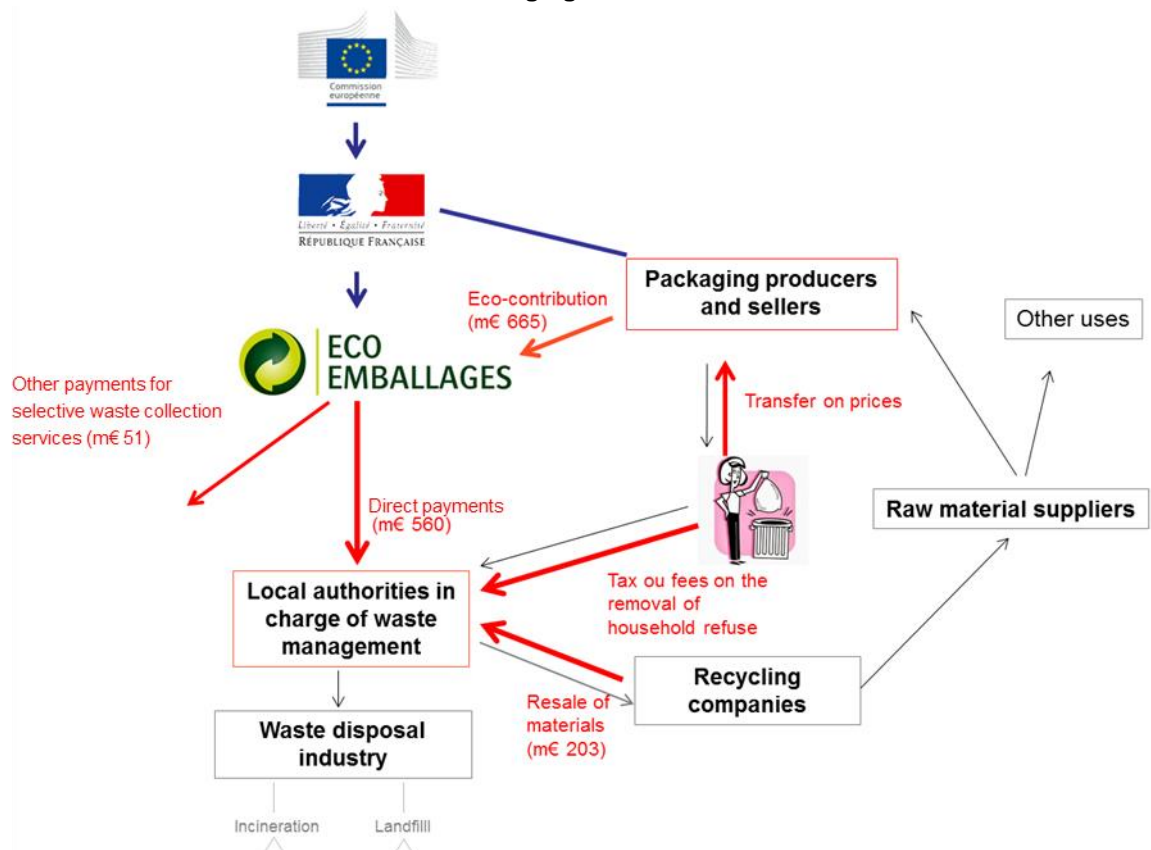 Commission
européenne
Liberté • Égalité • Fraternité
RÉPUBLIQUE FRANÇAISE
Packaging producers
and sellers
Eco-contribution
(m€ 665)
Other uses
ECO
EMBALLAGES
Other payments for
selective waste collection
services (m€ 51)
Transfer on prices
Direct payments
(m€ 560)
Raw material suppliers
Local authorities in
charge of waste
management
Tax ou fees on the
removal of
household refuse
Recycling
companies
Resale of
materials
(m€ 203)
Waste disposal
industry
Incineration
Landfilll